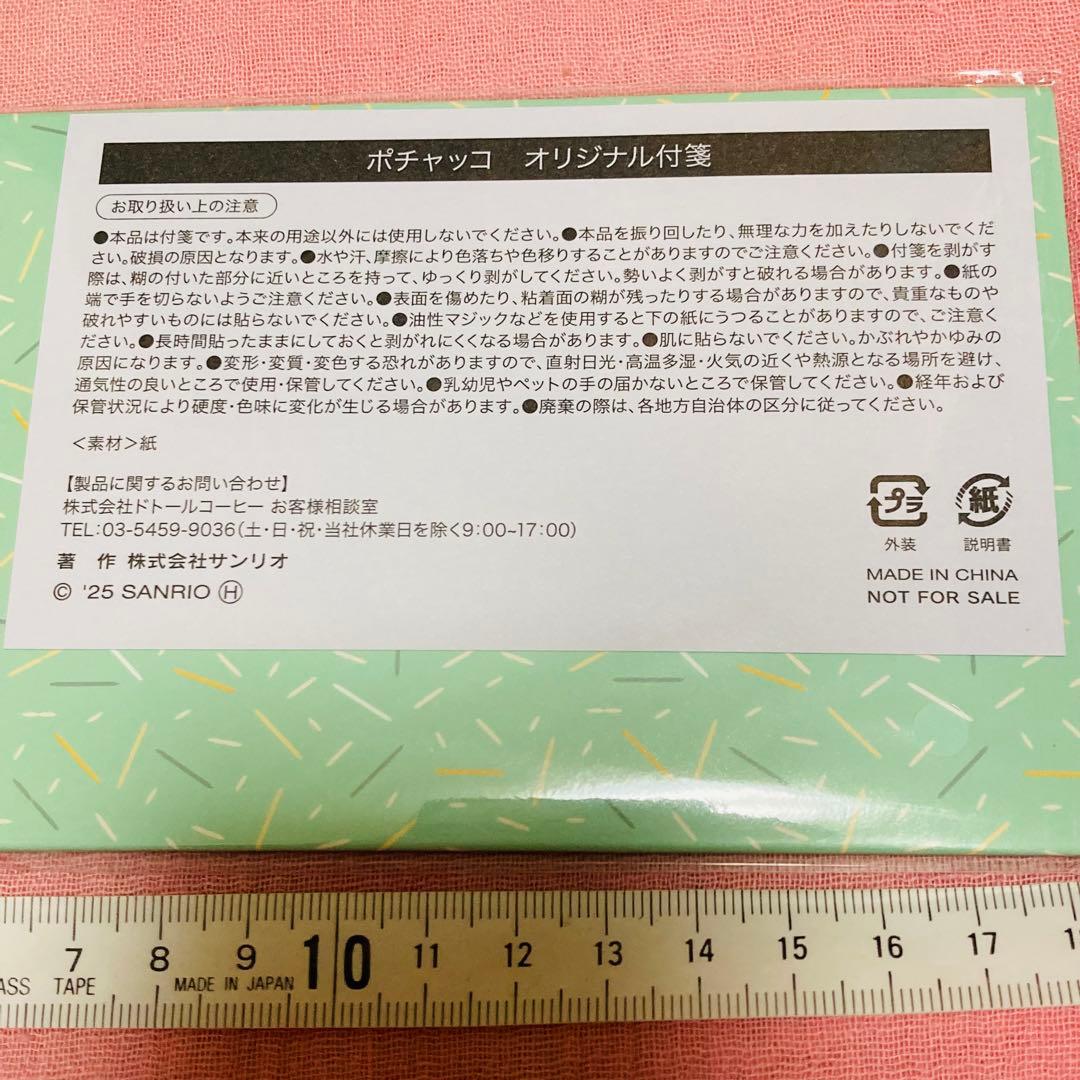 ポチャッコ　オリジナル付箋
お取り扱い上の注意
●本品は付箋です。本来の用途以外には使用しないでください。●本品を振り回したり、無理な力を加えたりしないでくだ
さい。破損の原因となります。●水や汗、摩擦により色落ちや色移りすることがありますのでご注意ください。●付箋を剥がす
際は、糊の付いた部分に近いところを持って、ゆっくり剥がしてください。勢いよく剥がすと破れる場合があります。●紙の
端で手を切らないようご注意ください。●表面を傷めたり、粘着面の糊が残ったりする場合がありますので、貴重なものや
破れやすいものには貼らないでください。●油性マジックなどを使用すると下の紙にうつることがありますので、ご注意くだ
さい。●長時間貼ったままにしておくと剥がれにくくなる場合があります。●肌に貼らないでください。かぶれやかゆみの
原因になります。●変形・変質・変色する恐れがありますので、直射日光・高温多湿・火気の近くや熱源となる場所を避け、
通気性の良いところで使用・保管してください。●乳幼児やペットの手の届かないところで保管してください。●経年および
保管状況により硬度・色味に変化が生じる場合があります。●廃棄の際は、各地方自治体の区分に従ってください。
＜素材＞紙
【製品に関するお問い合わせ】
株式会社ドトールコーヒー お客様相談室
TEL:03-5459-9036（土・日・祝・当社休業日を除く9:00~17:00）
著　作 株式会社サンリオ
© '25 SANRIO Ⓗ
プラ
外装
紙
説明書
MADE IN CHINA
NOT FOR SALE
7 8 9 10 11 12 13 14 15 16 17
TAPE MADE IN JAPAN